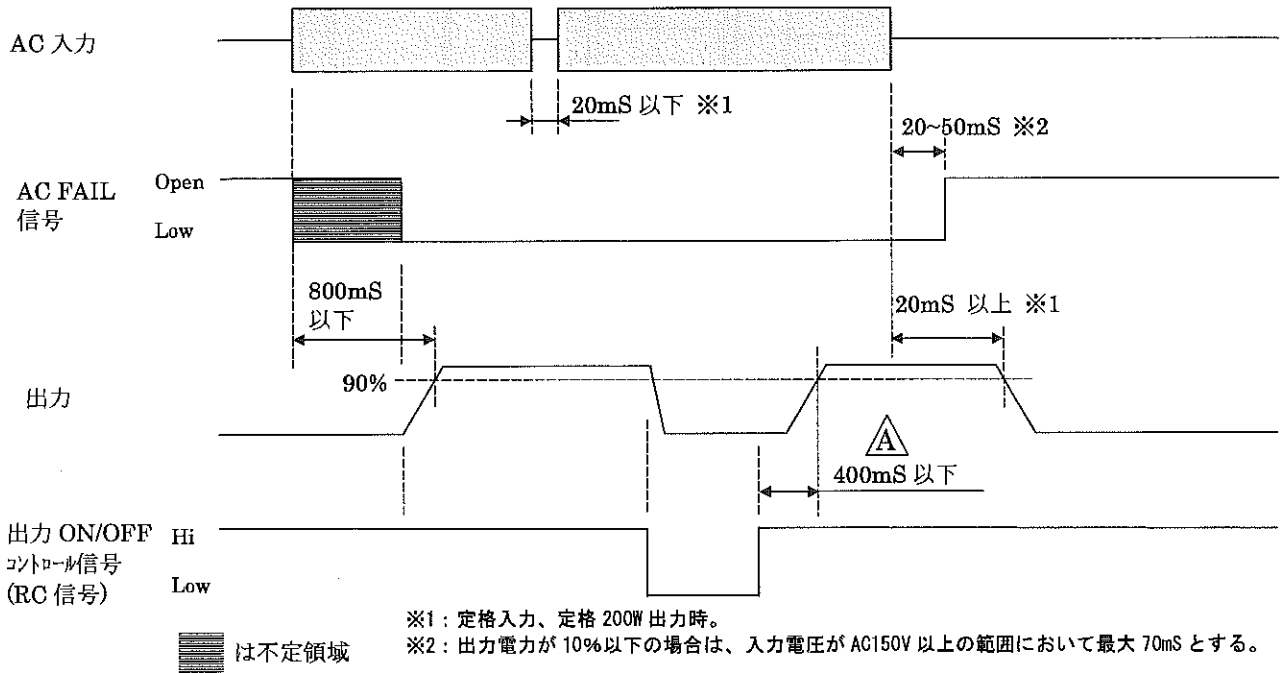 AC 入力
20mS 以下 ※1
20~50mS ※2
AC FAIL
信号
Open
Low
800mS
以下
20mS 以上 ※1
90%
出力
A
400mS 以下
出力 ON/OFF
コントロール信号
(RC 信号)
Hi
Low
は不定領域
※1：定格入力、定格 200W 出力時。
※2：出力電力が 10%以下の場合は、入力電圧が AC150V 以上の範囲において最大 70mS とする。